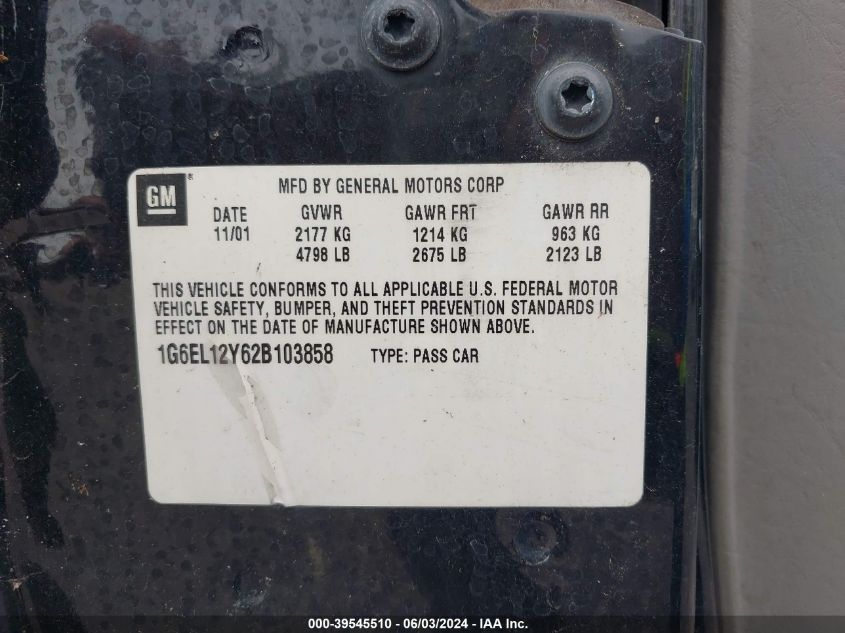 MFD BY GENERAL MOTORS CORP
GM®
DATE GVWR GAWR FRT GAWR RR
11/01 2177 KG 1214 KG 963 KG
4798 LB 2675 LB 2123 LB
THIS VEHICLE CONFORMS TO ALL APPLICABLE U.S. FEDERAL MOTOR
VEHICLE SAFETY, BUMPER, AND THEFT PREVENTION STANDARDS IN
EFFECT ON THE DATE OF MANUFACTURE SHOWN ABOVE.
1G6EL12Y62B103858 TYPE: PASS CAR
000-39545510 - 06/03/2024 - IAA Inc.